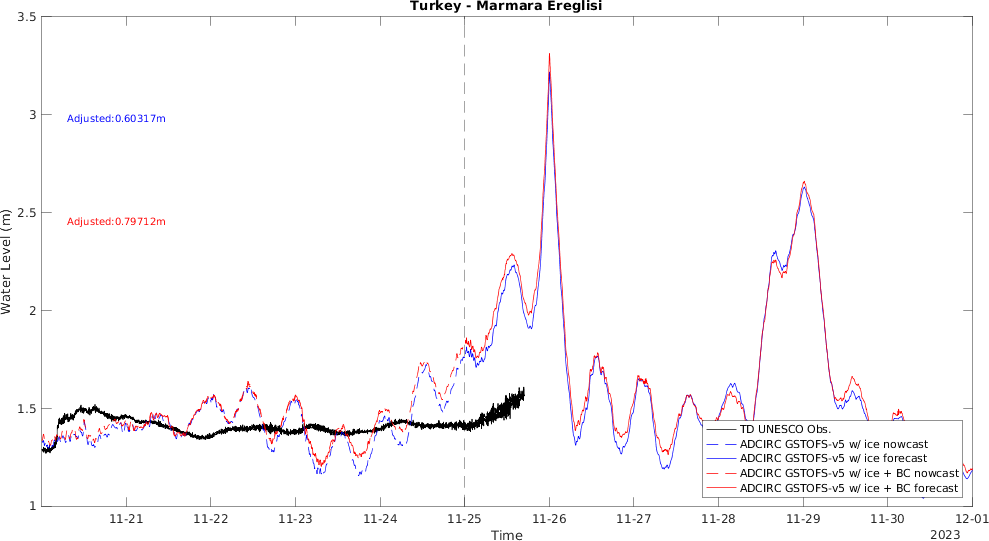 Turkey - Marmara Ereglisi
3.5
3
2.5
2
1.5
1
Water Level (m)
Adjusted:0.60317m
Adjusted:0.79712m
TD UNESCO Obs.
ADCIRC GSTOFS-v5 w/ ice nowcast
ADCIRC GSTOFS-v5 w/ ice forecast
ADCIRC GSTOFS-v5 w/ ice + BC nowcast
ADCIRC GSTOFS-v5 w/ ice + BC forecast
11-21 11-22 11-23 11-24 11-25 11-26 11-27 11-28 11-29 11-30 12-01
Time
2023